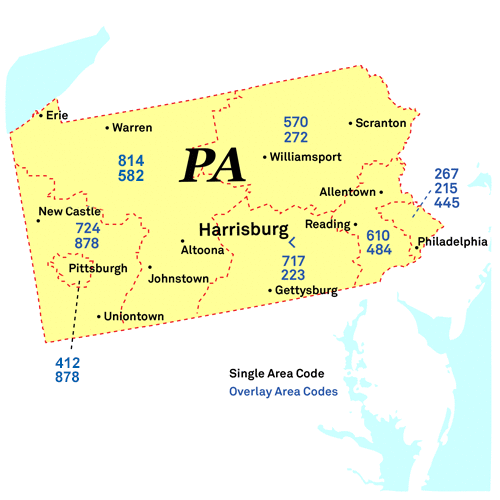 Erie
Warren
570
272
Scranton
814
582
PA
Williamsport
267
215
445
Allentown
New Castle
724
878
Harrisburg
Reading
610
484
Philadelphia
Altoona
717
223
Pittsburgh
Johnstown
Gettysburg
Uniontown
412
878
Single Area Code
Overlay Area Codes